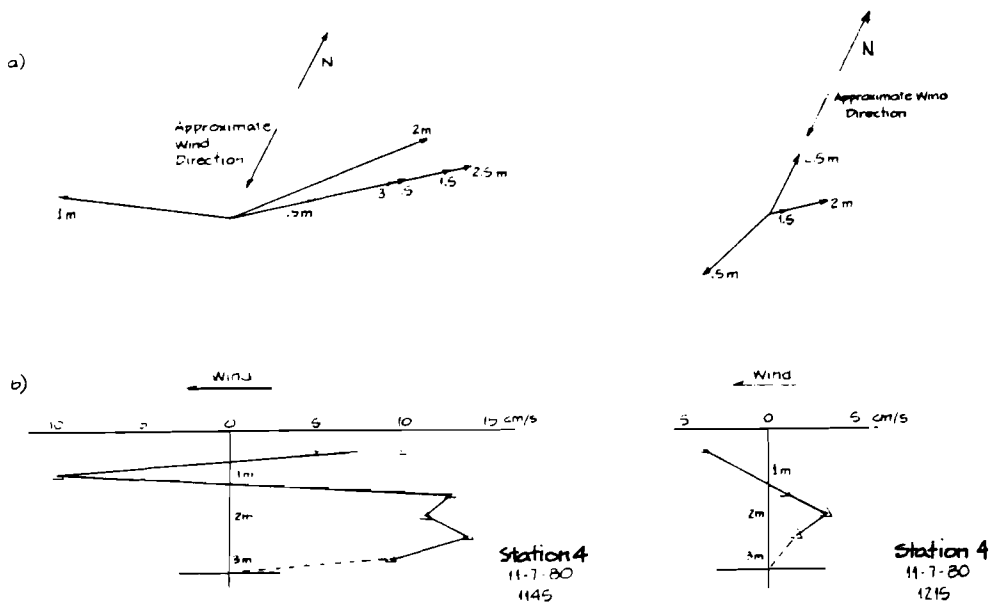 a)
N
Approximate
Wind
Direction
2m
3 .5 1.5 2.5m
.5m
1m
N
Approximate Wind
Direction
2m
1.5
.5m
b)
Wind
10 5 0 5 10 15 cm/s
1m
2m
3m
Station 4
11-7-80
1145
Wind
5 0 5 cm/s
1m
2m
3m
Station 4
11-7-80
1215